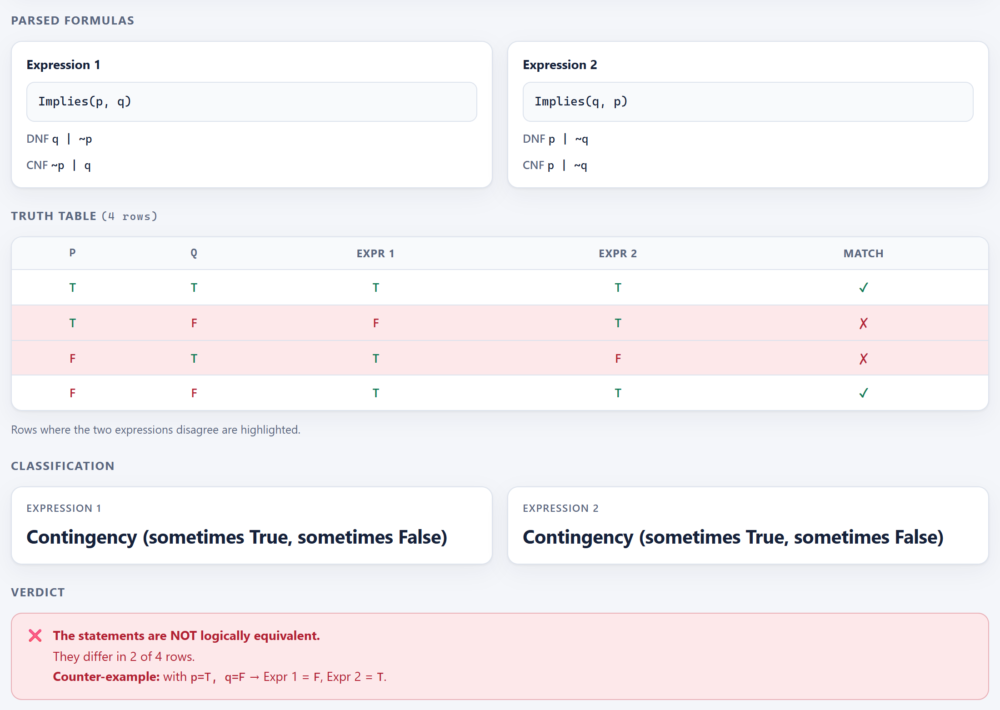 PARSED FORMULAS
Expression 1
Implies(p, q)
DNF q | ~p
CNF ~p | q
Expression 2
Implies(q, p)
DNF p | ~q
CNF p | ~q
TRUTH TABLE (4 rows)
P Q EXPR 1 EXPR 2 MATCH
T T T T ✓
T F F T ✗
F T T F ✗
F F T T ✓
Rows where the two expressions disagree are highlighted.
CLASSIFICATION
EXPRESSION 1
Contingency (sometimes True, sometimes False)
EXPRESSION 2
Contingency (sometimes True, sometimes False)
VERDICT
❌ The statements are NOT logically equivalent.
They differ in 2 of 4 rows.
Counter-example: with p=T, q=F → Expr 1 = F, Expr 2 = T.